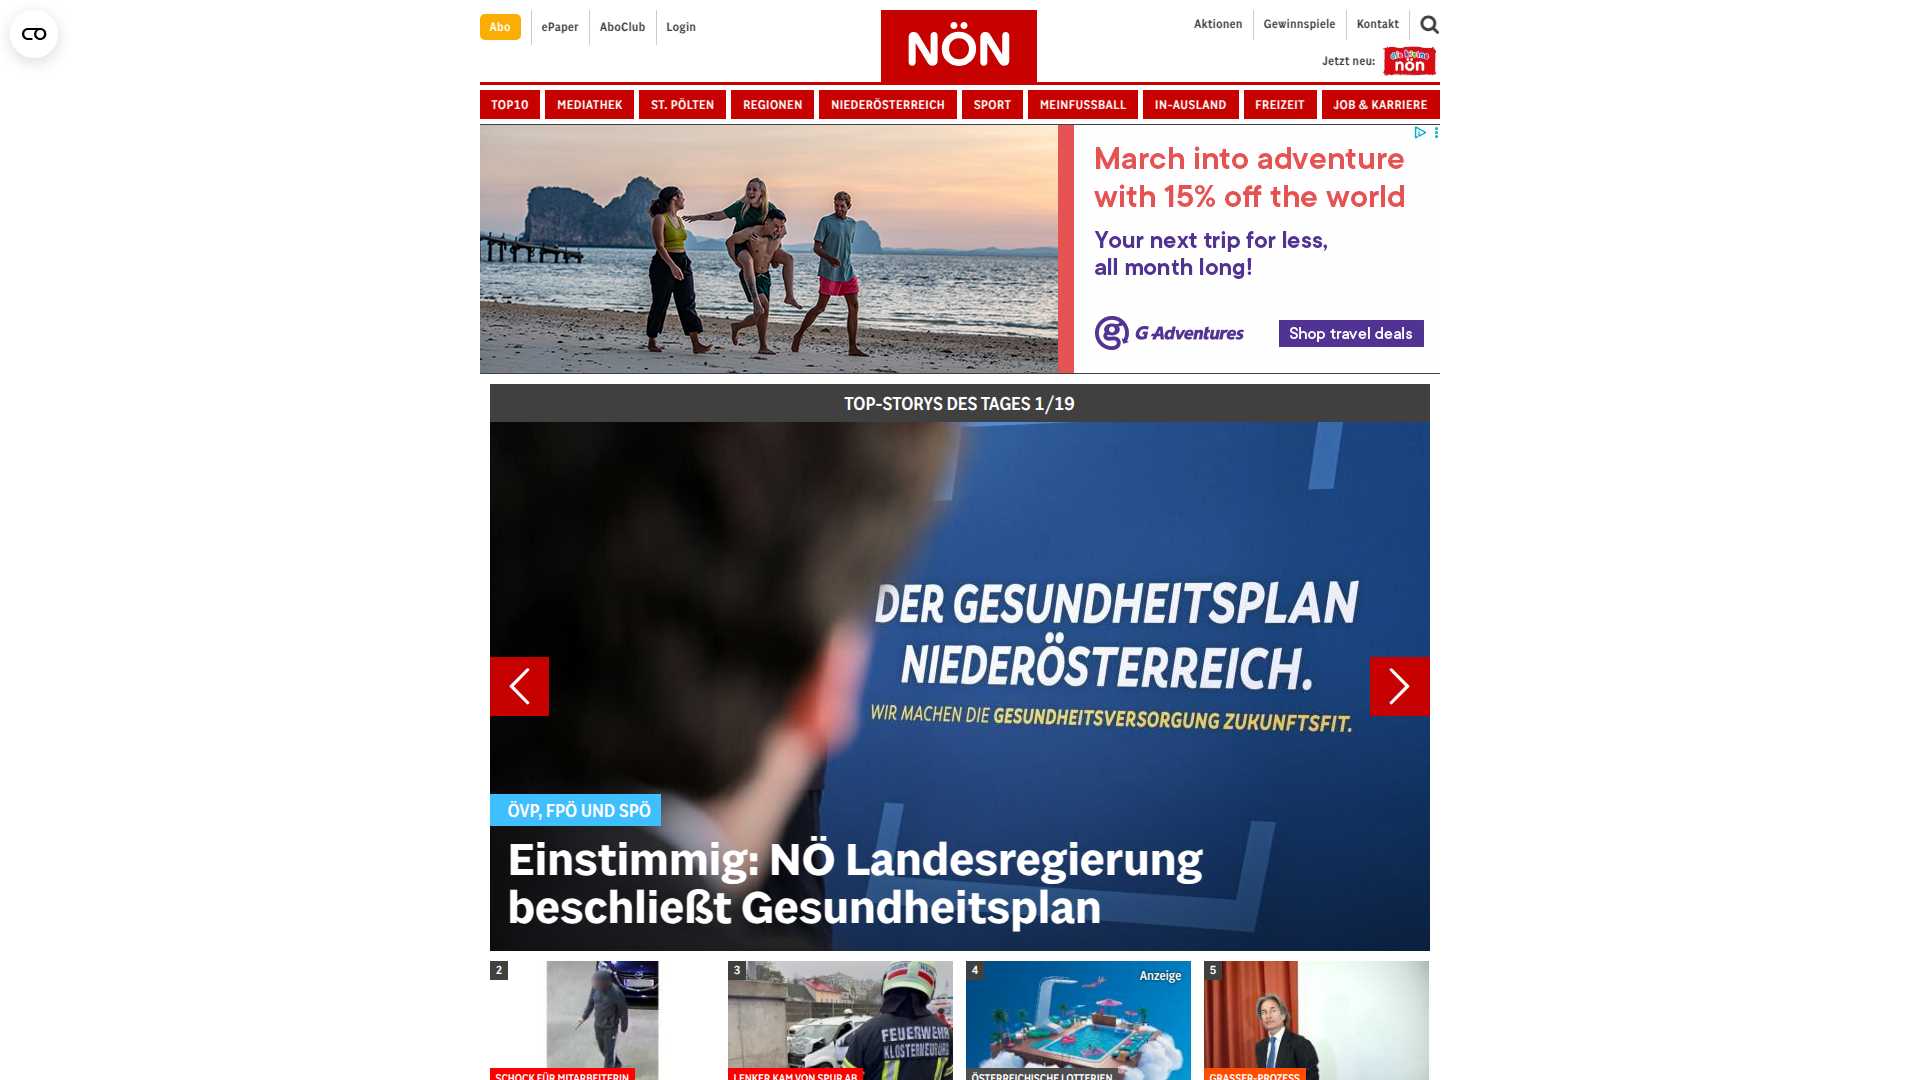 Abo
ePaper
AboClub
Login
NÖN
Aktionen
Gewinnspiele
Kontakt
Jetzt neu:
die kleine
nön
TOP10
MEDIATHEK
ST. PÖLTEN
REGIONEN
NIEDERÖSTERREICH
SPORT
MEINFUSSBALL
IN-AUSLAND
FREIZEIT
JOB & KARRIERE
March into adventure
with 15% off the world
Your next trip for less,
all month long!
G Adventures
Shop travel deals
TOP-STORYS DES TAGES 1/19
DER GESUNDHEITSPLAN
NIEDERÖSTERREICH.
WIR MACHEN DIE GESUNDHEITSVERSORGUNG ZUKUNFTSFIT.
ÖVP, FPÖ UND SPÖ
Einstimmig: NÖ Landesregierung
beschließt Gesundheitsplan
2
3
4
Anzeige
5
FEUERWEHR
KLOSTERNEUBURG
SCHOCK FÜR MITARBEITERIN
LENKER KAM VON SPUR AB
ÖSTERREICHISCHE LOTTERIEN
GRASSER-PROZESS